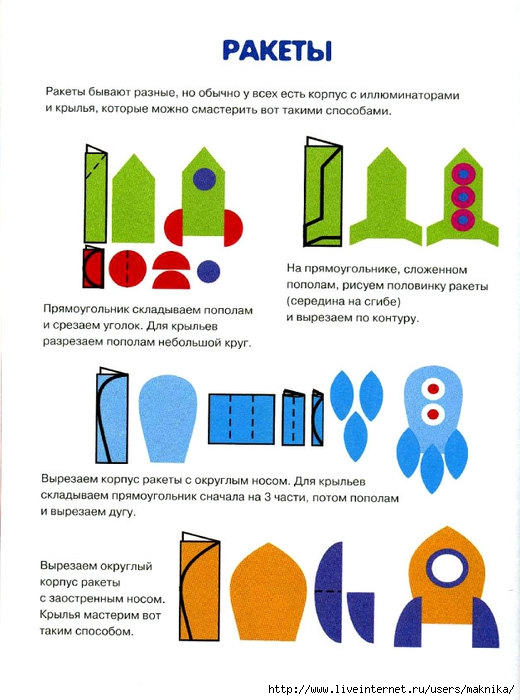 РАКЕТЫ
Ракеты бывают разные, но обычно у всех есть корпус с иллюминаторами
и крылья, которые можно смастерить вот такими способами.
Прямоугольник складываем пополам
и срезаем уголок. Для крыльев
разрезаем пополам небольшой круг.
На прямоугольнике, сложенном
пополам, рисуем половинку ракеты
(середина на сгибе)
и вырезаем по контуру.
Вырезаем корпус ракеты с округлым носом. Для крыльев
складываем прямоугольник сначала на 3 части, потом пополам
и вырезаем дугу.
Вырезаем округлый
корпус ракеты
с заостренным носом.
Крылья мастерим вот
таким способом.
http://www.liveinternet.ru/users/maknika/